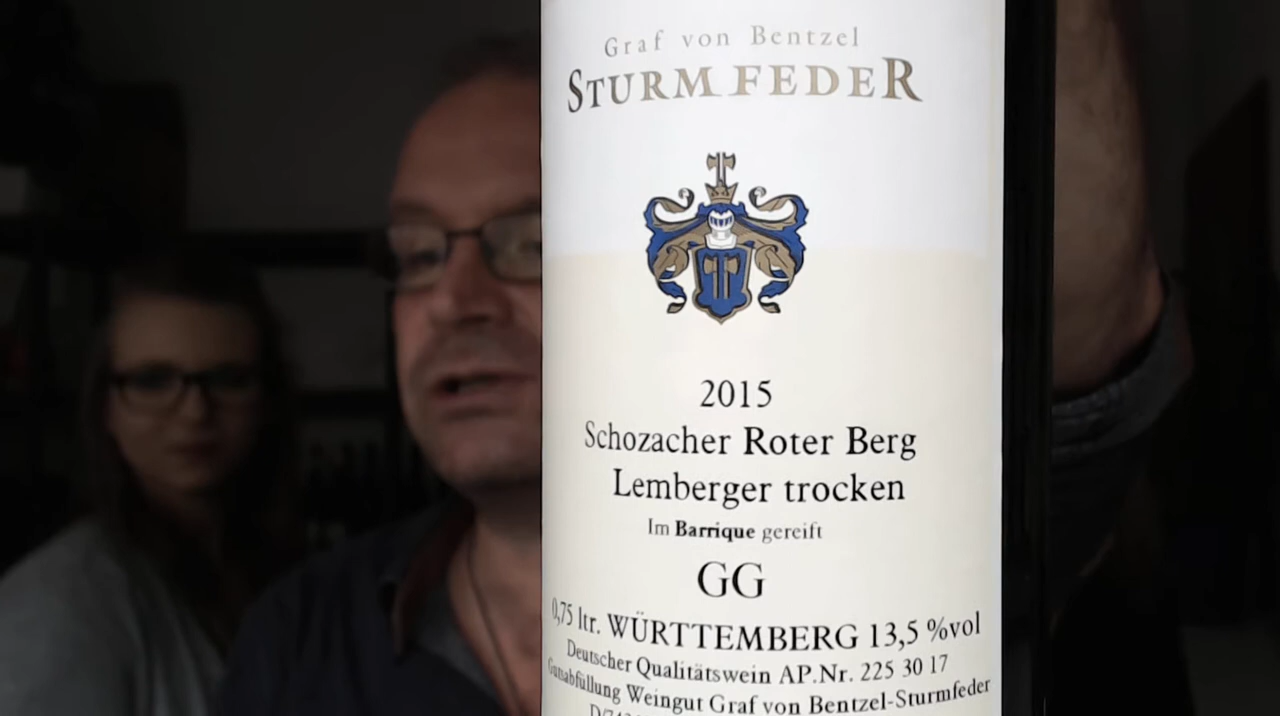 Graf von Bentzel
STURMFEDER
2015
Schozacher Roter Berg
Lemberger trocken
Im Barrique gereift
GG
0,75 ltr. WÜRTTEMBERG 13,5 %vol
Deutscher Qualitätswein AP.Nr. 225 30 17
Gutsabfüllung Weingut Graf von Bentzel-Sturmfeder